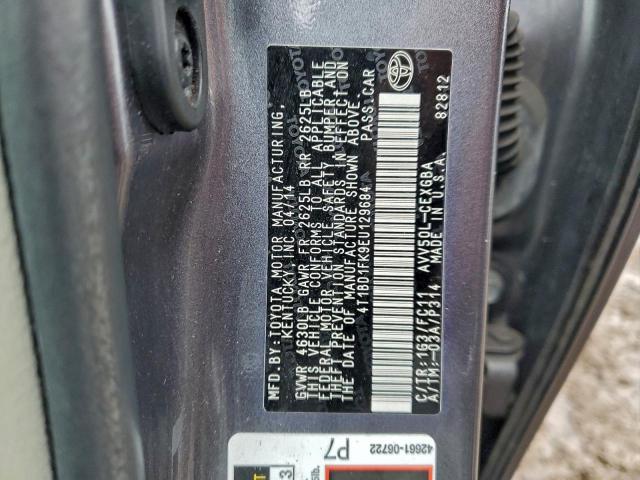 MFD.BY:TOYOTA MOTOR MANUFACTURING,
KENTUCKY, INC. 04/14
GVWR 4630LB GAWR FR 2625LB RR 2625LB
THIS VEHICLE CONFORMS TO ALL APPLICABLE
FEDERAL MOTOR VEHICLE SAFETY, BUMPER, AND
THEFT PREVENTION STANDARDS IN EFFECT ON
THE DATE OF MANUFACTURE SHOWN ABOVE.
4T1BD1FK9EU129684 PASS.CAR
C/TR:1G3/FC11 AVV50L-CEXGBA
A/TM:-03A/P314 MADE IN U.S.A. 82812
42661-06722
P7